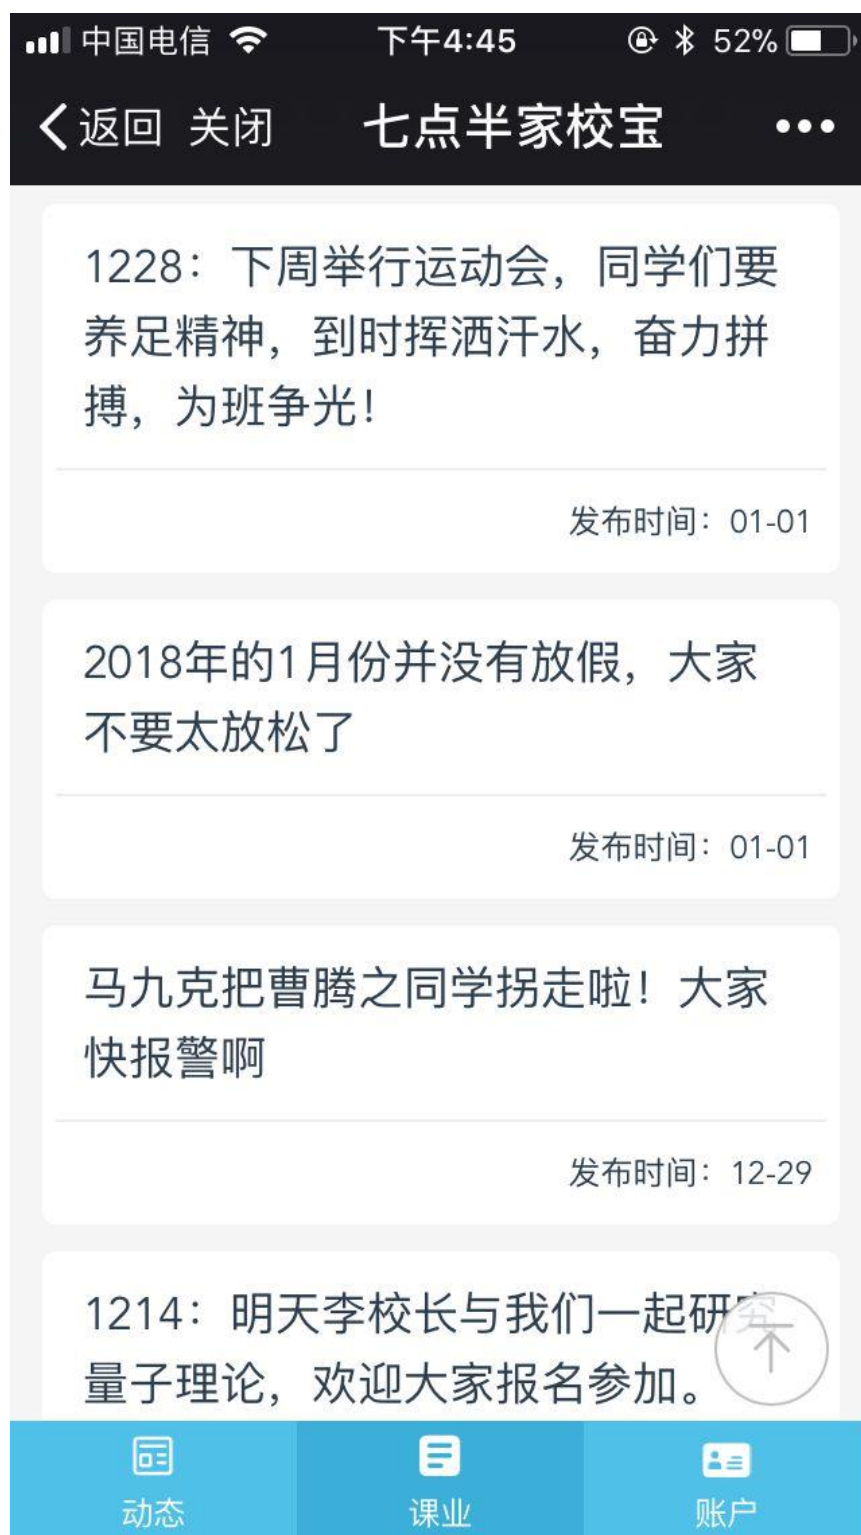 中国电信 下午4:45 52%
返回 关闭 七点半家校宝
1228：下周举行运动会，同学们要
养足精神，到时挥洒汗水，奋力拼
搏，为班争光！
发布时间：01-01
2018年的1月份并没有放假，大家
不要太放松了
发布时间：01-01
马九克把曹腾之同学拐走啦！大家
快报警啊
发布时间：12-29
1214：明天李校长与我们一起研究
量子理论，欢迎大家报名参加。
动态 课业 账户